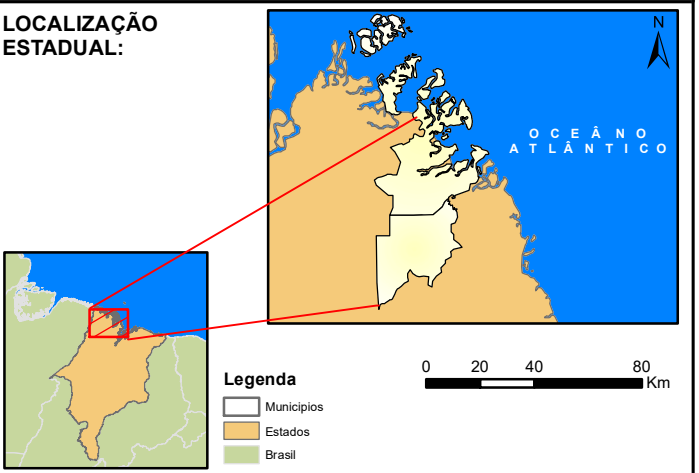 LOCALIZAÇÃO
ESTADUAL:
N
O C E Â N O
A T L Â N T I C O
0 20 40 80
Km
Legenda
Municipios
Estados
Brasil